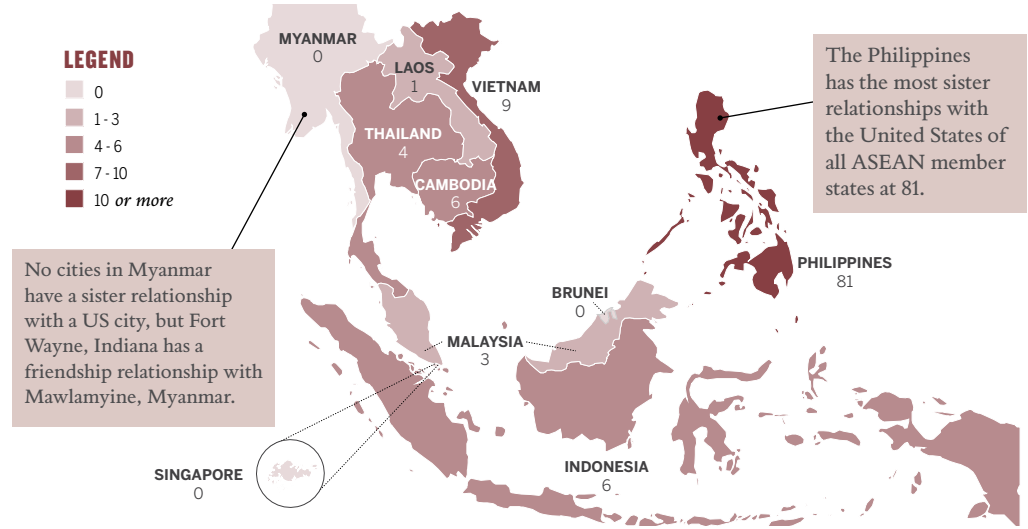 LEGEND
0
1 - 3
4 - 6
7 - 10
10 or more
MYANMAR
0
LAOS
1
VIETNAM
9
THAILAND
4
CAMBODIA
6
The Philippines
has the most sister
relationships with
the United States of
all ASEAN member
states at 81.
PHILIPPINES
81
No cities in Myanmar
have a sister relationship
with a US city, but Fort
Wayne, Indiana has a
friendship relationship with
Mawlamyine, Myanmar.
BRUNEI
0
MALAYSIA
3
SINGAPORE
0
INDONESIA
6